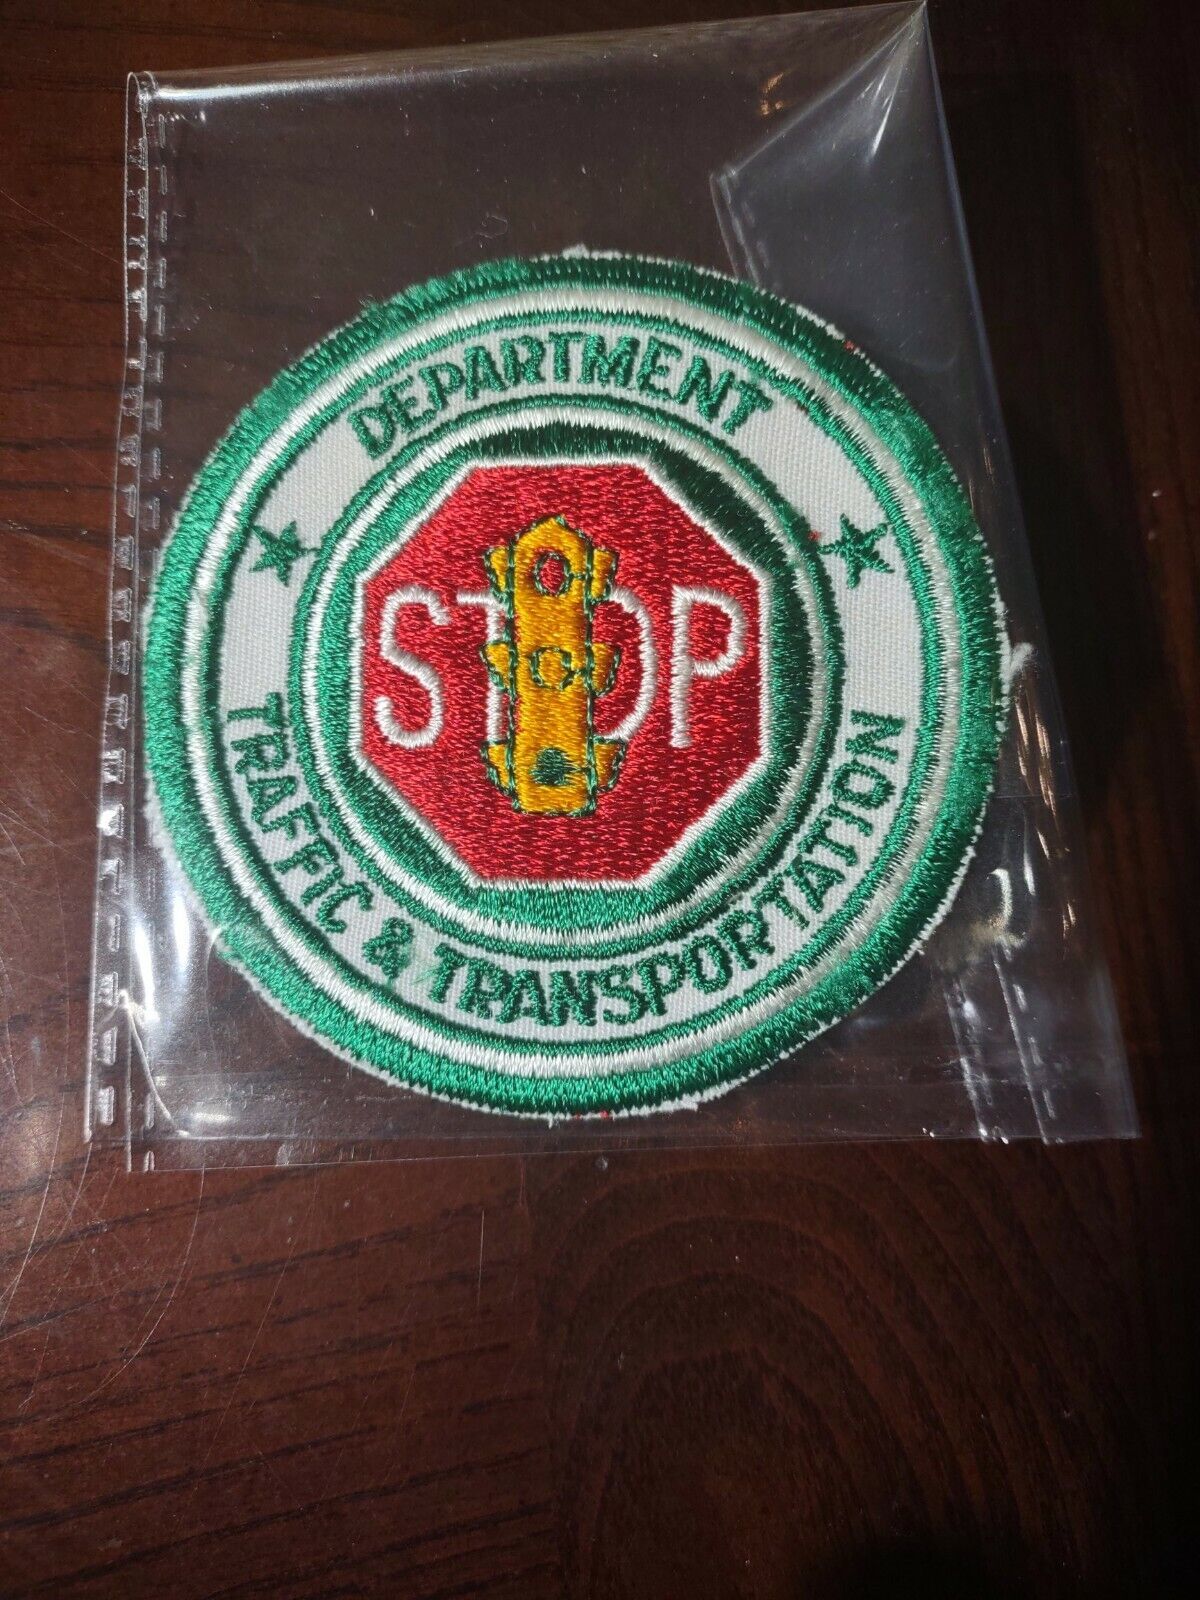 DEPARTMENT
STOP
TRAFFIC & TRANSPORTATION